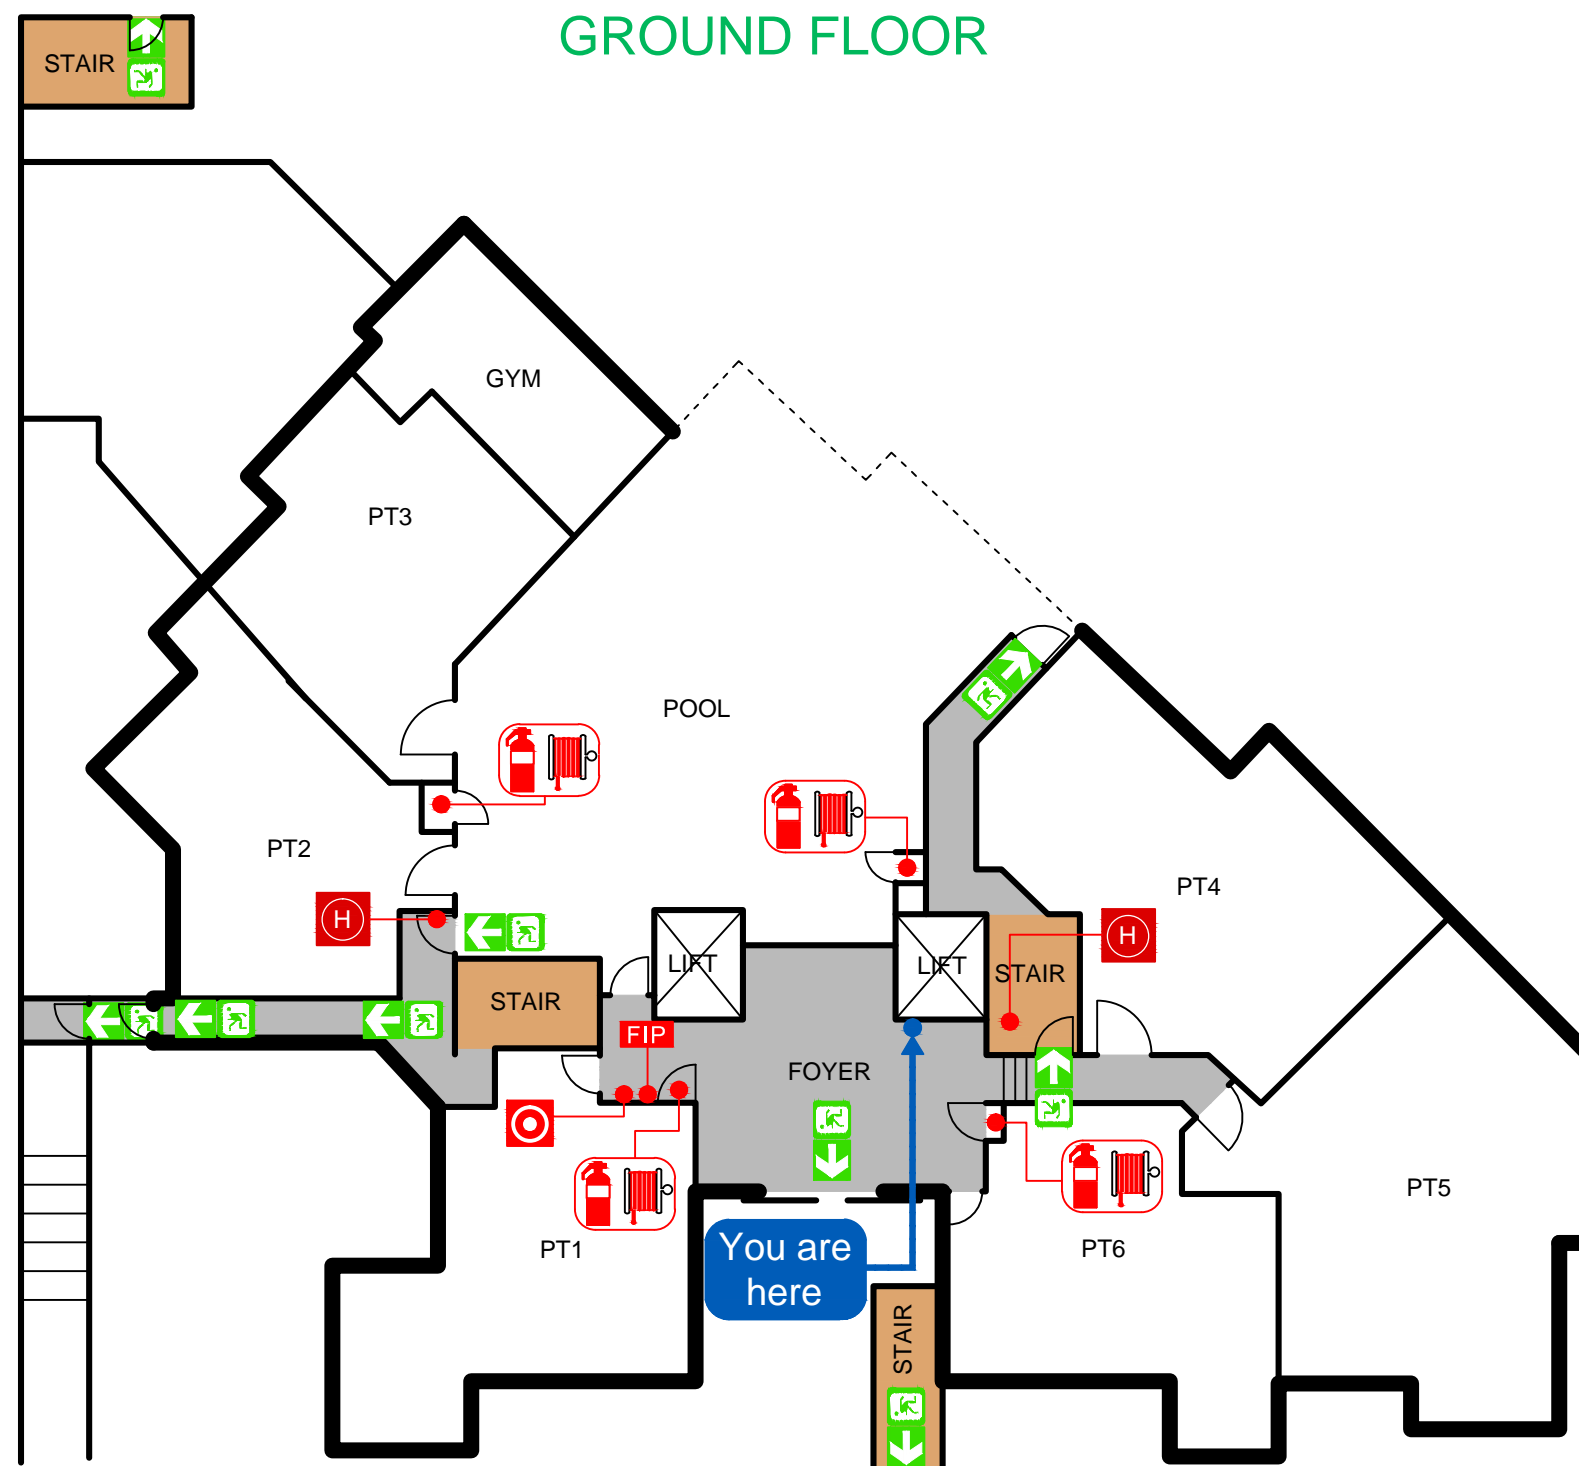 GROUND FLOOR
STAIR
GYM
PT3
POOL
PT2
PT4
H
H
LIFT
LIFT
STAIR
STAIR
FIP
FOYER
PT5
PT1
You are
here
PT6
STAIR